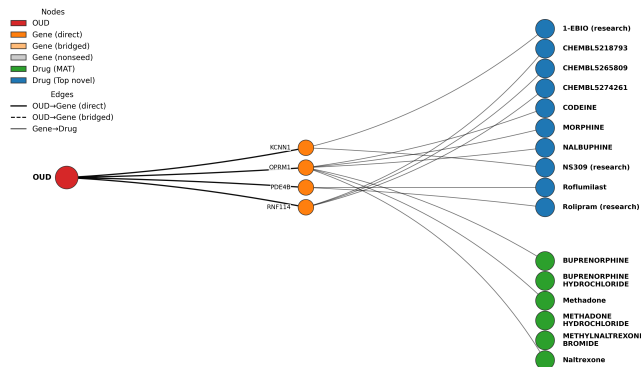 Nodes
OUD
Gene (direct)
Gene (bridged)
Gene (nonseed)
Drug (MAT)
Drug (Top novel)
Edges
OUD→Gene (direct)
OUD→Gene (bridged)
Gene→Drug
OUD
KCNN1
OPRM1
PDE4B
RNF114
1-EBIO (research)
CHEMBL5218793
CHEMBL5265809
CHEMBL5274261
CODEINE
MORPHINE
NALBUPHINE
NS309 (research)
Roflumilast
Rolipram (research)
BUPRENORPHINE
BUPRENORPHINE
HYDROCHLORIDE
Methadone
METHADONE
HYDROCHLORIDE
METHYLNALTREXONE
BROMIDE
Naltrexone